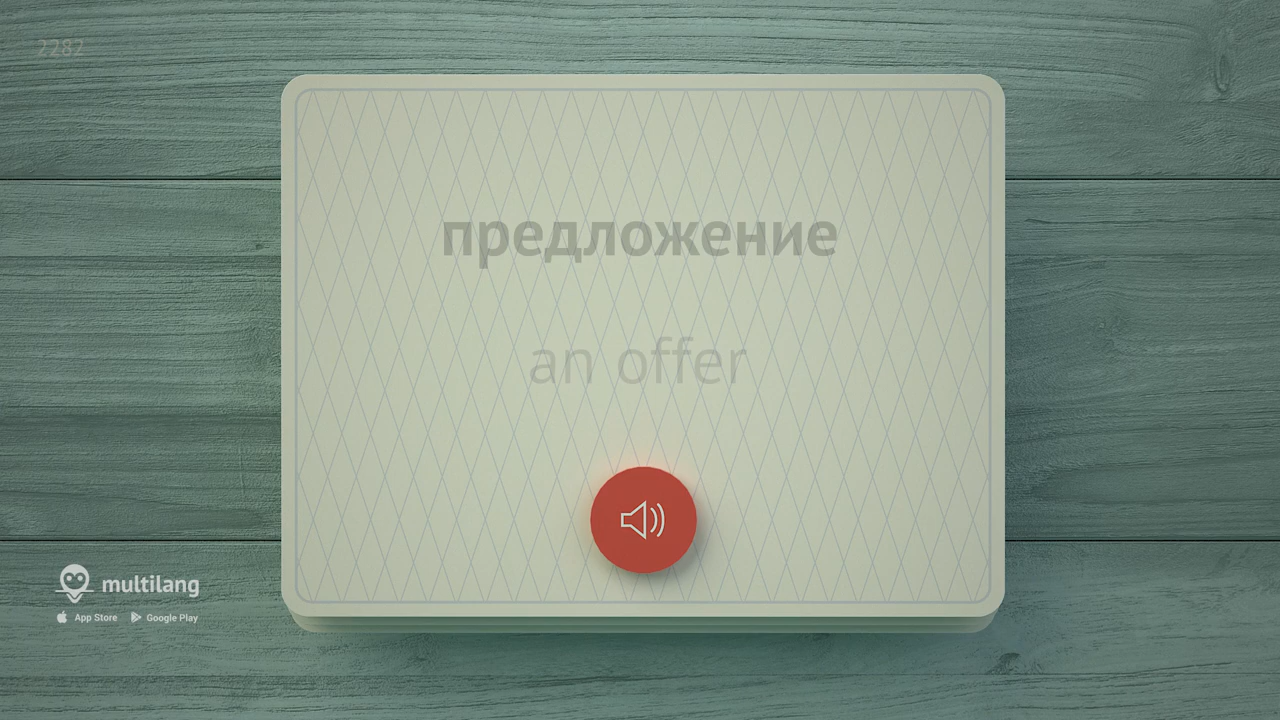 2282
предложение
an offer
multilang
App Store
Google Play